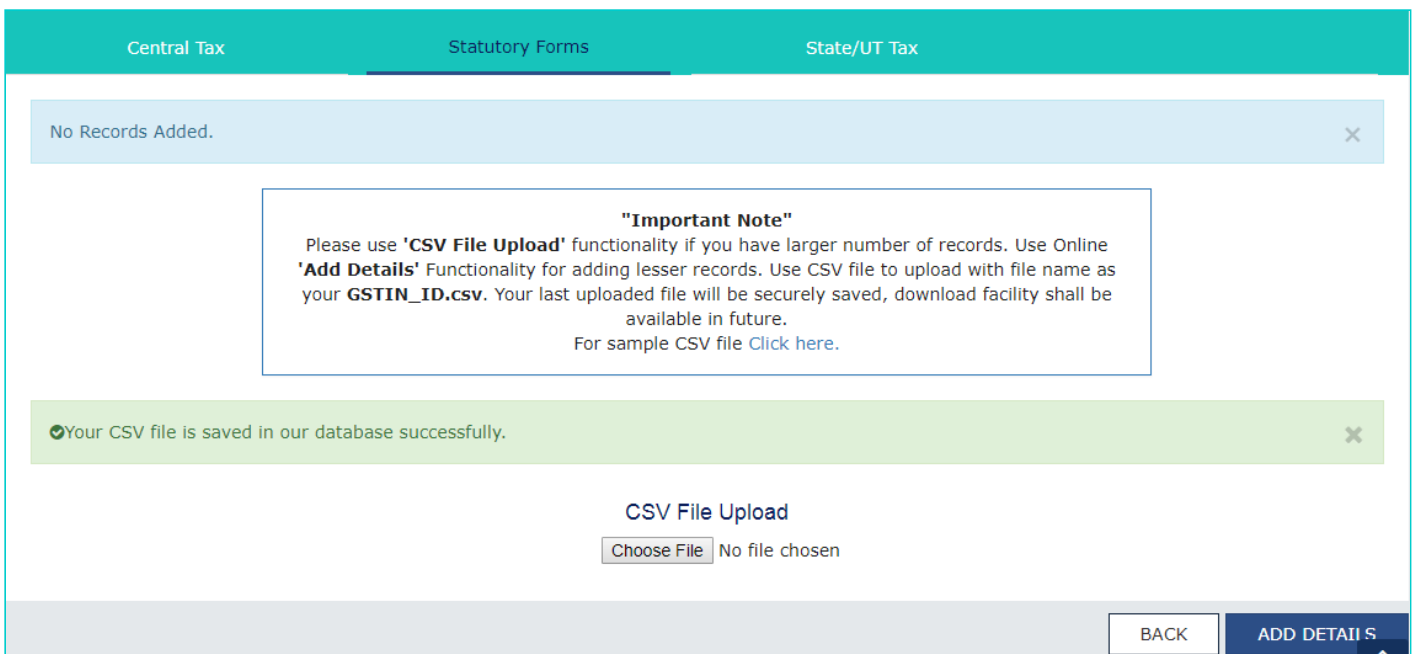 Central Tax
Statutory Forms
State/UT Tax
No Records Added.
"Important Note"
Please use 'CSV File Upload' functionality if you have larger number of records. Use Online
'Add Details' Functionality for adding lesser records. Use CSV file to upload with file name as
your GSTIN_ID.csv. Your last uploaded file will be securely saved, download facility shall be
available in future.
For sample CSV file Click here.
Your CSV file is saved in our database successfully.
CSV File Upload
Choose File No file chosen
BACK
ADD DETAILS